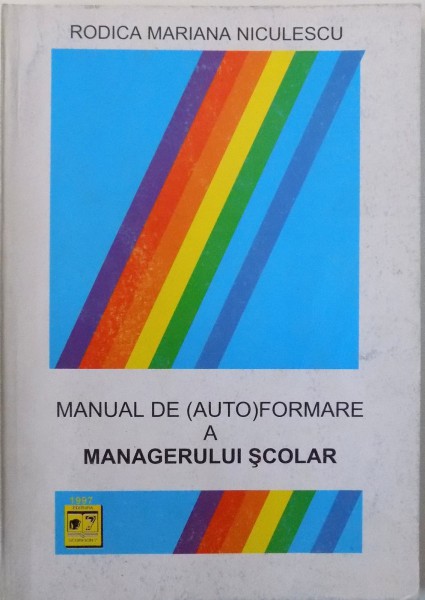 RODICA MARIANA NICULESCU
MANUAL DE (AUTO)FORMARE
A
MANAGERULUI ŞCOLAR
1997